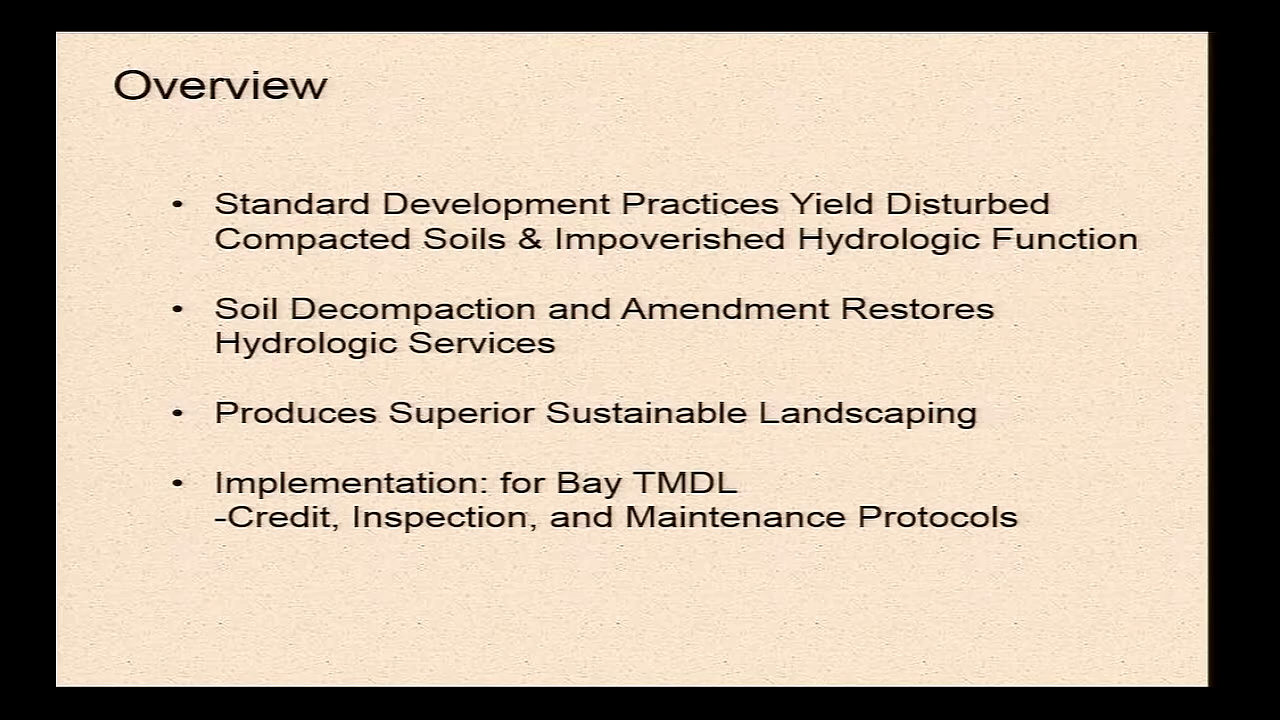 Overview
• Standard Development Practices Yield Disturbed
Compacted Soils & Impoverished Hydrologic Function
• Soil Decompaction and Amendment Restores
Hydrologic Services
• Produces Superior Sustainable Landscaping
• Implementation: for Bay TMDL
-Credit, Inspection, and Maintenance Protocols